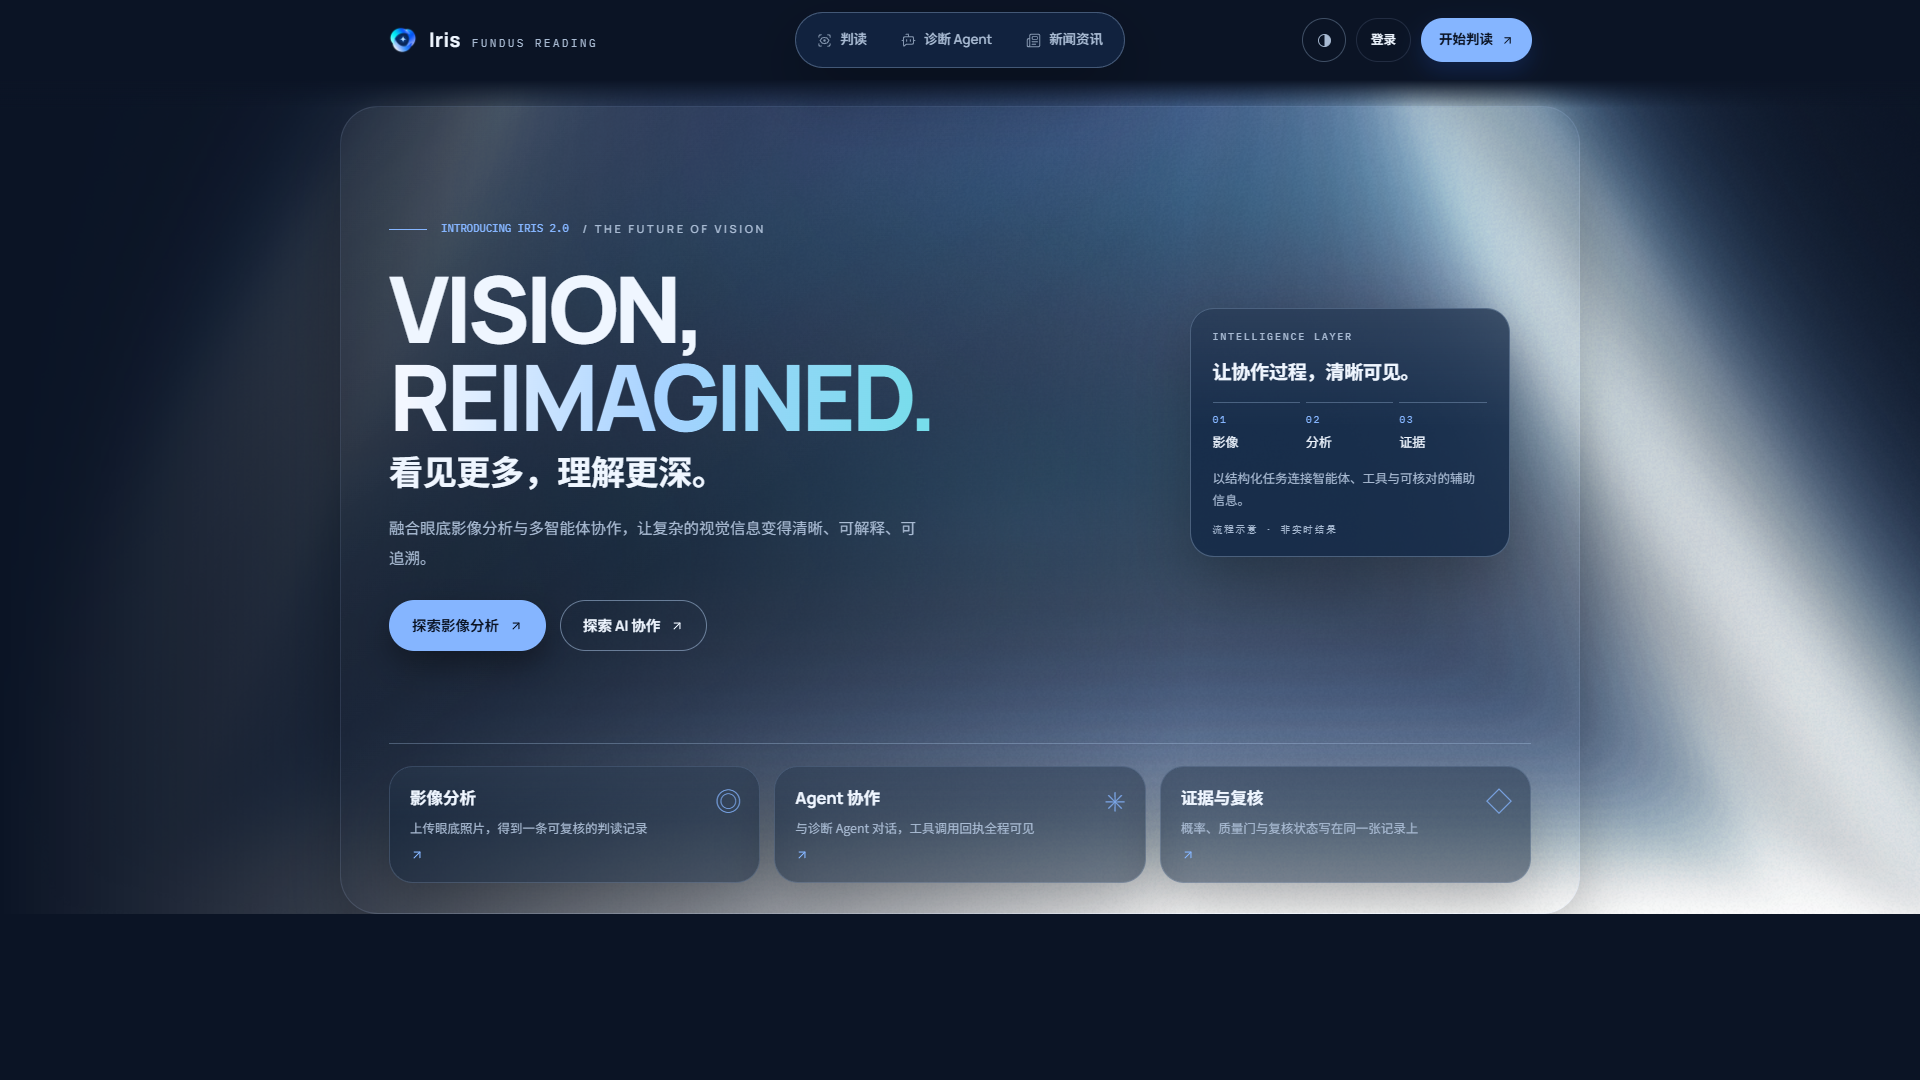 Iris FUNDUS READING
判读
诊断 Agent
新闻资讯
登录
开始判读
INTRODUCING IRIS 2.0 / THE FUTURE OF VISION
VISION,
REIMAGINED.
看见更多，理解更深。
融合眼底影像分析与多智能体协作，让复杂的视觉信息变得清晰、可解释、可
追溯。
探索影像分析
探索 AI 协作
INTELLIGENCE LAYER
让协作过程，清晰可见。
01 02 03
影像 分析 证据
以结构化任务连接智能体、工具与可核对的辅助
信息。
流程示意 · 非实时结果
影像分析
上传眼底照片，得到一条可复核的判读记录
Agent 协作
与诊断 Agent 对话，工具调用回执全程可见
证据与复核
概率、质量门与复核状态写在同一张记录上